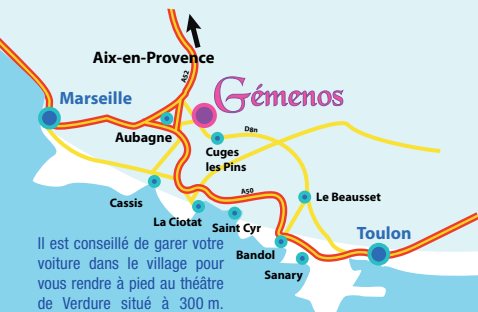 Aix-en-Provence
A52
Marseille
Gémenos
Aubagne
D8n
Cuges
les Pins
Cassis
A50
Le Beausset
La Ciotat
Saint Cyr
Toulon
Bandol
Sanary
Il est conseillé de garer votre
voiture dans le village pour
vous rendre à pied au théâtre
de Verdure situé à 300 m.